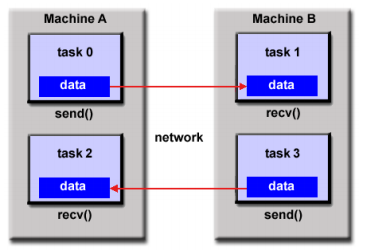 Machine A
Machine B
task 0
data
send()
task 1
data
recv()
network
task 2
data
recv()
task 3
data
send()